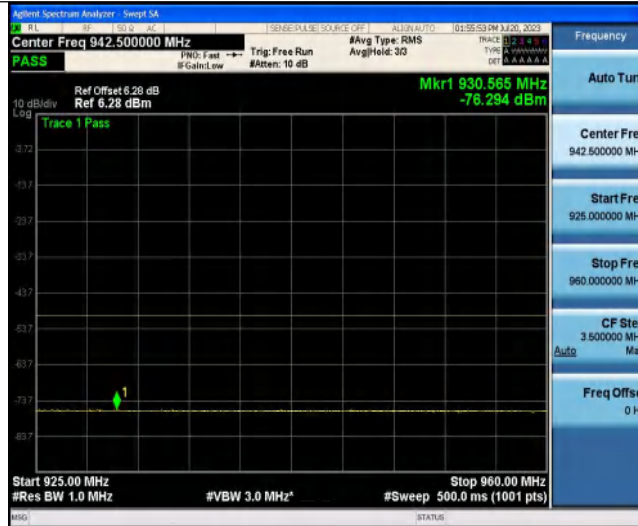 Agilent Spectrum Analyzer - Swept SA
RL RF 50 Ω AC SENSE:PULSE SOURCE OFF ALIGN AUTO 01:55:53 PM Jul 20, 2023
Center Freq 942.500000 MHz #Avg Type: RMS TRACE 1 2 3 4 5 6
PASS PNO: Fast Trig: Free Run Avg|Hold: 3/3 TYPE
IFGain:Low #Atten: 10 dB DET A A A A A A
Ref Offset 6.28 dB Mkr1 930.565 MHz
10 dB/div Ref 6.28 dBm -76.294 dBm
Log
Trace 1 Pass
-3.72
-13.7
-23.7
-33.7
-43.7
-53.7
-63.7
-73.7
1
-83.7
Start 925.00 MHz Stop 960.00 MHz
#Res BW 1.0 MHz #VBW 3.0 MHz* #Sweep 500.0 ms (1001 pts)
MSG STATUS
Frequency
Auto Tun
Center Fre
942.500000 MH
Start Fre
925.000000 MH
Stop Fre
960.000000 MH
CF Ste
3.500000 MH
Auto Ma
Freq Offse
0 H